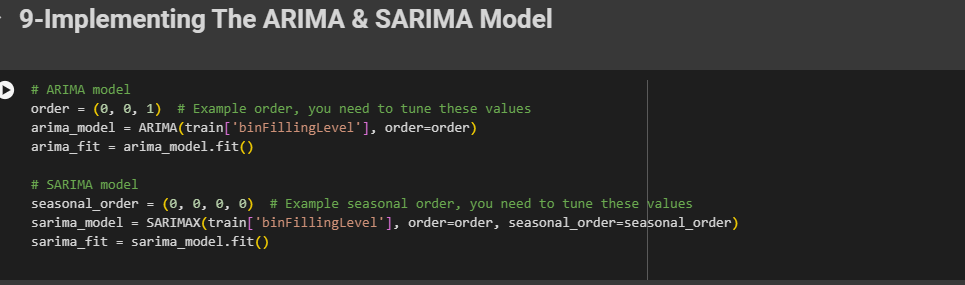 9-Implementing The ARIMA & SARIMA Model
# ARIMA model
order = (0, 0, 1)  # Example order, you need to tune these values
arima_model = ARIMA(train['binFillingLevel'], order=order)
arima_fit = arima_model.fit()
# SARIMA model
seasonal_order = (0, 0, 0, 0)  # Example seasonal order, you need to tune these values
sarima_model = SARIMAX(train['binFillingLevel'], order=order, seasonal_order=seasonal_order)
sarima_fit = sarima_model.fit()